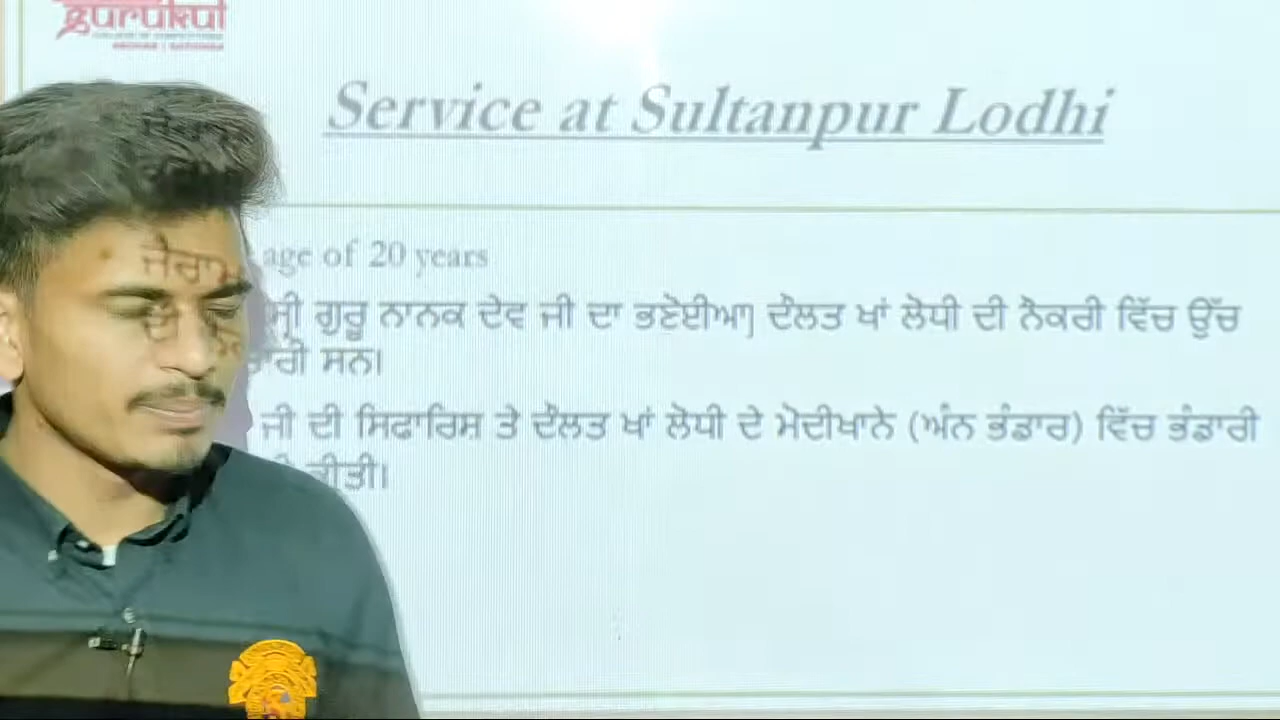 gurukul
Service at Sultanpur Lodhi
age of 20 years
ਜੈਰਾਮ ਸ੍ਰੀ ਗੁਰੂ ਨਾਨਕ ਦੇਵ ਜੀ ਦਾ ਭਣੋਈਆ] ਦੌਲਤ ਖਾਂ ਲੋਧੀ ਦੀ ਨੌਕਰੀ ਵਿੱਚ ਉੱਚ
ਸਨ।
ਜੀ ਦੀ ਸਿਫਾਰਿਸ਼ ਤੇ ਦੌਲਤ ਖਾਂ ਲੋਧੀ ਦੇ ਮੋਦੀਖਾਨੇ (ਅੰਨ ਭੰਡਾਰ) ਵਿੱਚ ਭੰਡਾਰੀ
ਕੀਤੀ।